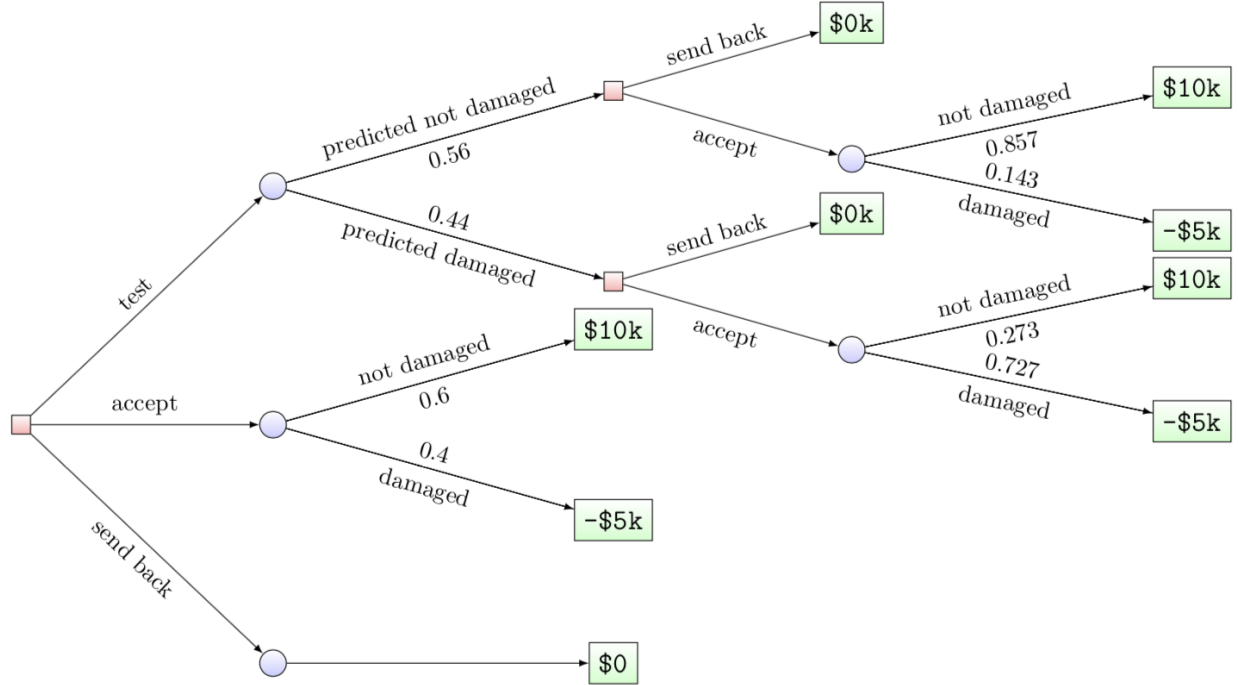 send back
$0k
predicted not damaged
0.56
accept
not damaged
$10k
0.857
0.143
damaged
-$5k
test
0.44
predicted damaged
send back
$0k
accept
not damaged
$10k
0.273
0.727
damaged
-$5k
accept
not damaged
$10k
0.6
0.4
damaged
-$5k
send back
$0